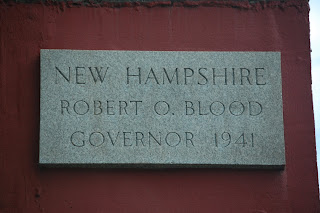 NEW HAMPSHIRE
ROBERT O. BLOOD
GOVERNOR 1941